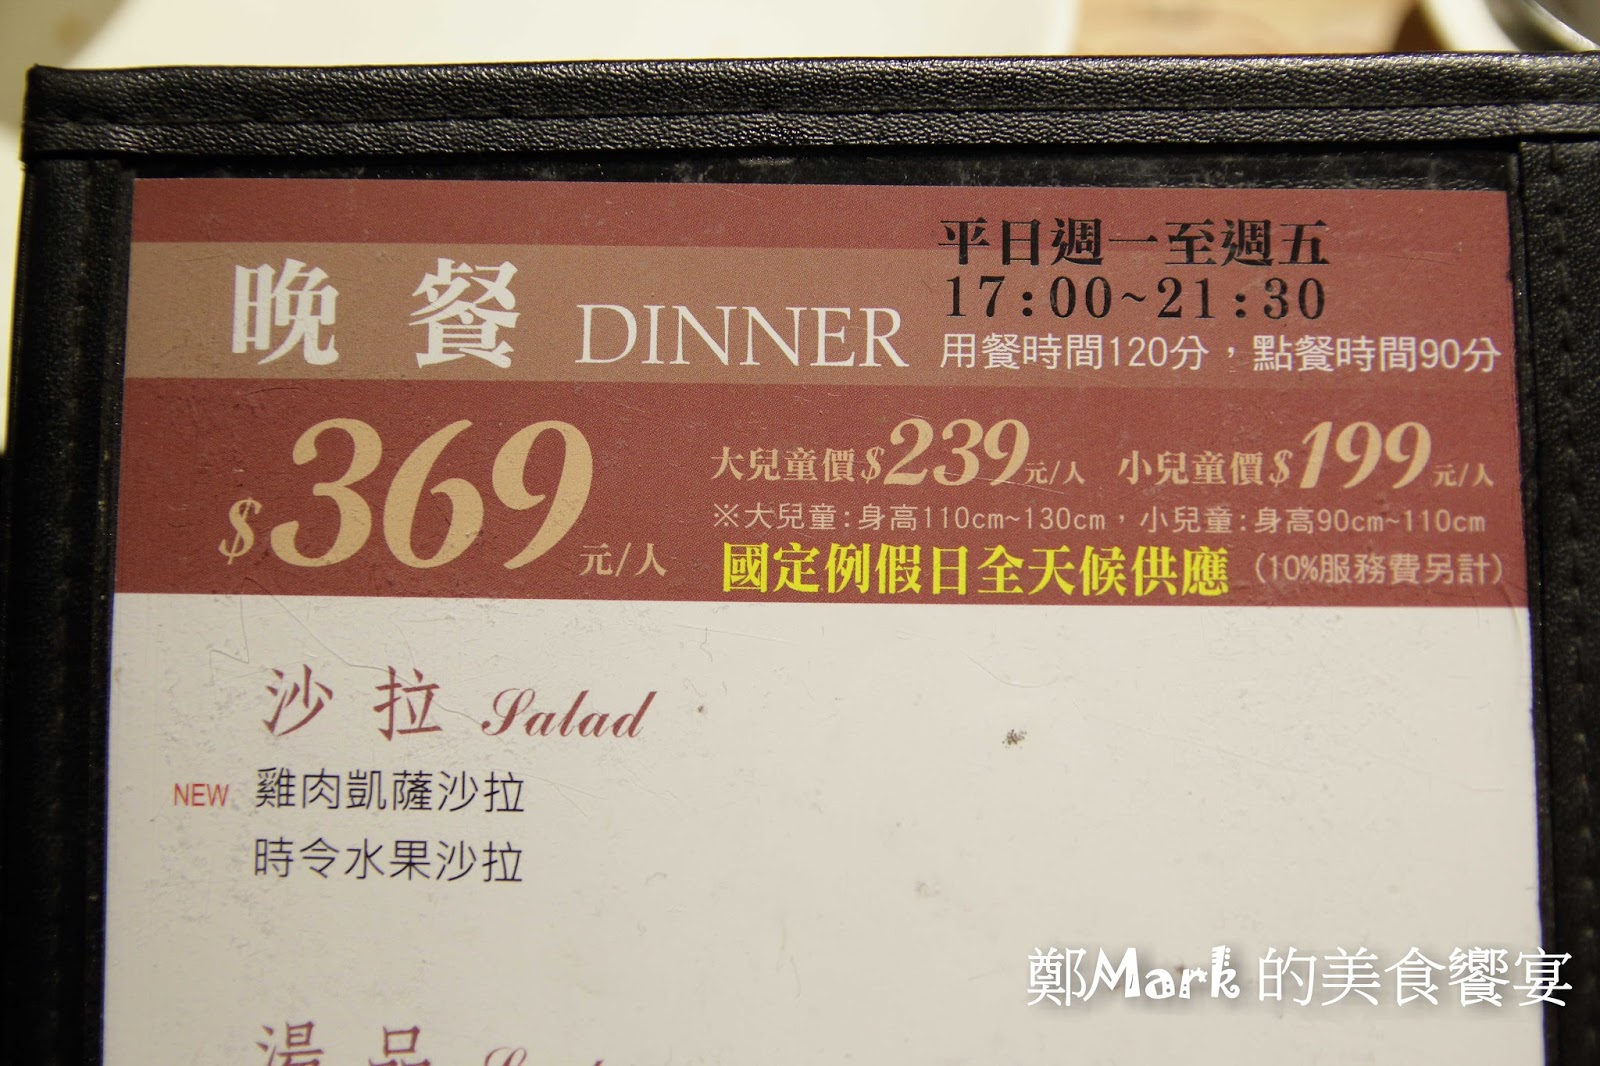 晚餐 DINNER
平日週一至週五
17:00~21:30
用餐時間120分，點餐時間90分
$369元/人
大兒童價$239元/人 小兒童價$199元/人
※大兒童:身高110cm~130cm，小兒童:身高90cm~110cm
國定例假日全天候供應 (10%服務費另計)
沙拉 Salad
NEW 雞肉凱薩沙拉
時令水果沙拉
湯品
鄭Mark的美食饗宴